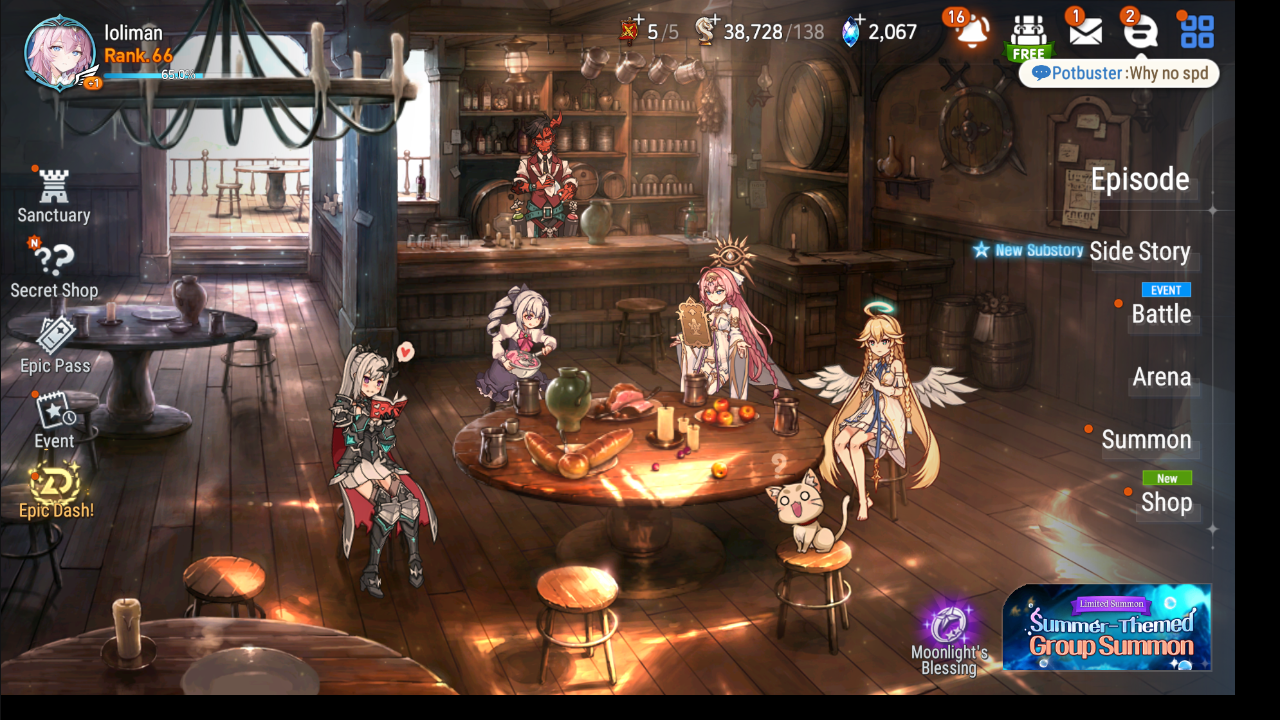 loliman
Rank.66
65.0%
+1
5/5
38,728/138
2,067
16
FREE
1
2
Potbuster :Why no spd
Sanctuary
N
??
Secret Shop
Epic Pass
Event
Epic Dash!
Episode
New Substory Side Story
EVENT
Battle
Arena
Summon
New
Shop
?
Moonlight's
Blessing
Limited Summon
Summer-Themed
Group Summon